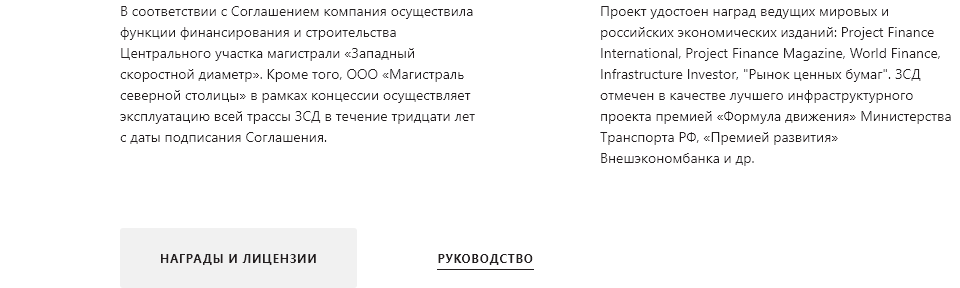 В соответствии с Соглашением компания осуществила
функции финансирования и строительства
Центрального участка магистрали «Западный
скоростной диаметр». Кроме того, ООО «Магистраль
северной столицы» в рамках концессии осуществляет
эксплуатацию всей трассы ЗСД в течение тридцати лет
с даты подписания Соглашения.
Проект удостоен наград ведущих мировых и
российских экономических изданий: Project Finance
International, Project Finance Magazine, World Finance,
Infrastructure Investor, "Рынок ценных бумаг". ЗСД
отмечен в качестве лучшего инфраструктурного
проекта премией «Формула движения» Министерства
Транспорта РФ, «Премией развития»
Внешэкономбанка и др.
НАГРАДЫ И ЛИЦЕНЗИИ
РУКОВОДСТВО